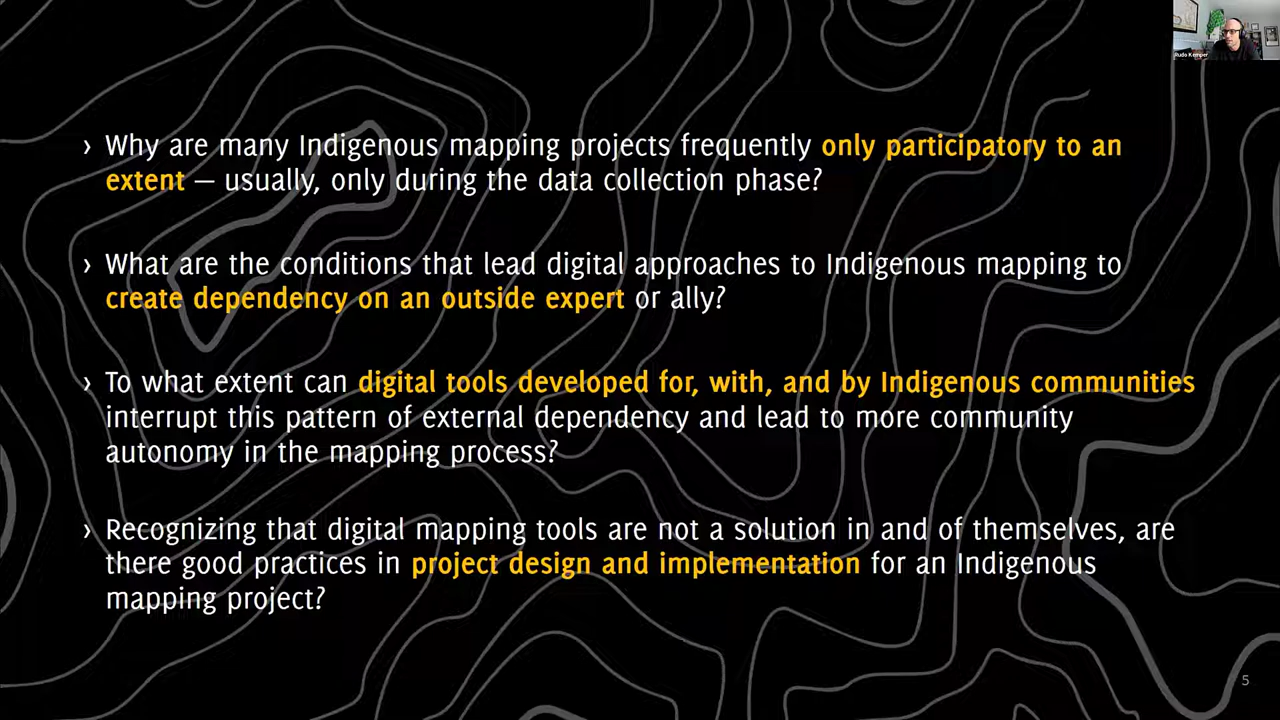 Rudo Kemper
› Why are many Indigenous mapping projects frequently only participatory to an
extent — usually, only during the data collection phase?
› What are the conditions that lead digital approaches to Indigenous mapping to
create dependency on an outside expert or ally?
› To what extent can digital tools developed for, with, and by Indigenous communities
interrupt this pattern of external dependency and lead to more community
autonomy in the mapping process?
› Recognizing that digital mapping tools are not a solution in and of themselves, are
there good practices in project design and implementation for an Indigenous
mapping project?
5